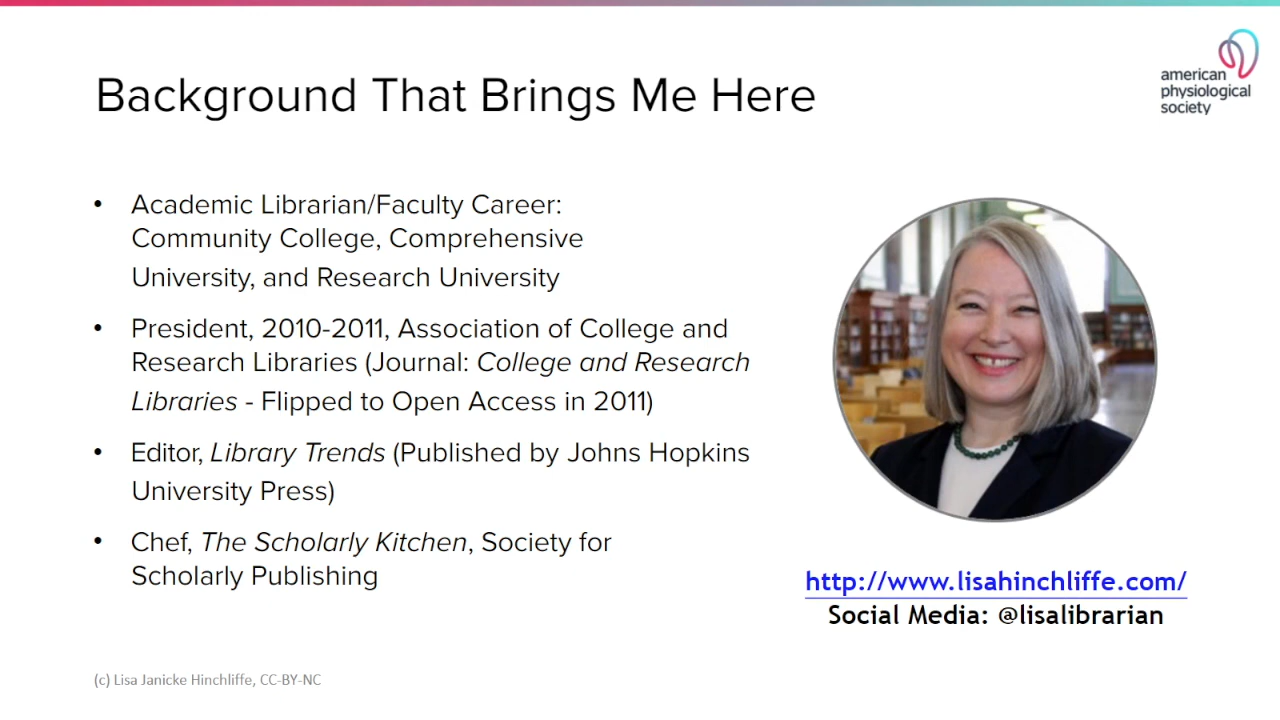 american
physiological
society
Background That Brings Me Here
• Academic Librarian/Faculty Career:
Community College, Comprehensive
University, and Research University
• President, 2010-2011, Association of College and
Research Libraries (Journal: College and Research
Libraries - Flipped to Open Access in 2011)
• Editor, Library Trends (Published by Johns Hopkins
University Press)
• Chef, The Scholarly Kitchen, Society for
Scholarly Publishing
http://www.lisahinchliffe.com/
Social Media: @lisalibrarian
(c) Lisa Janicke Hinchliffe, CC-BY-NC